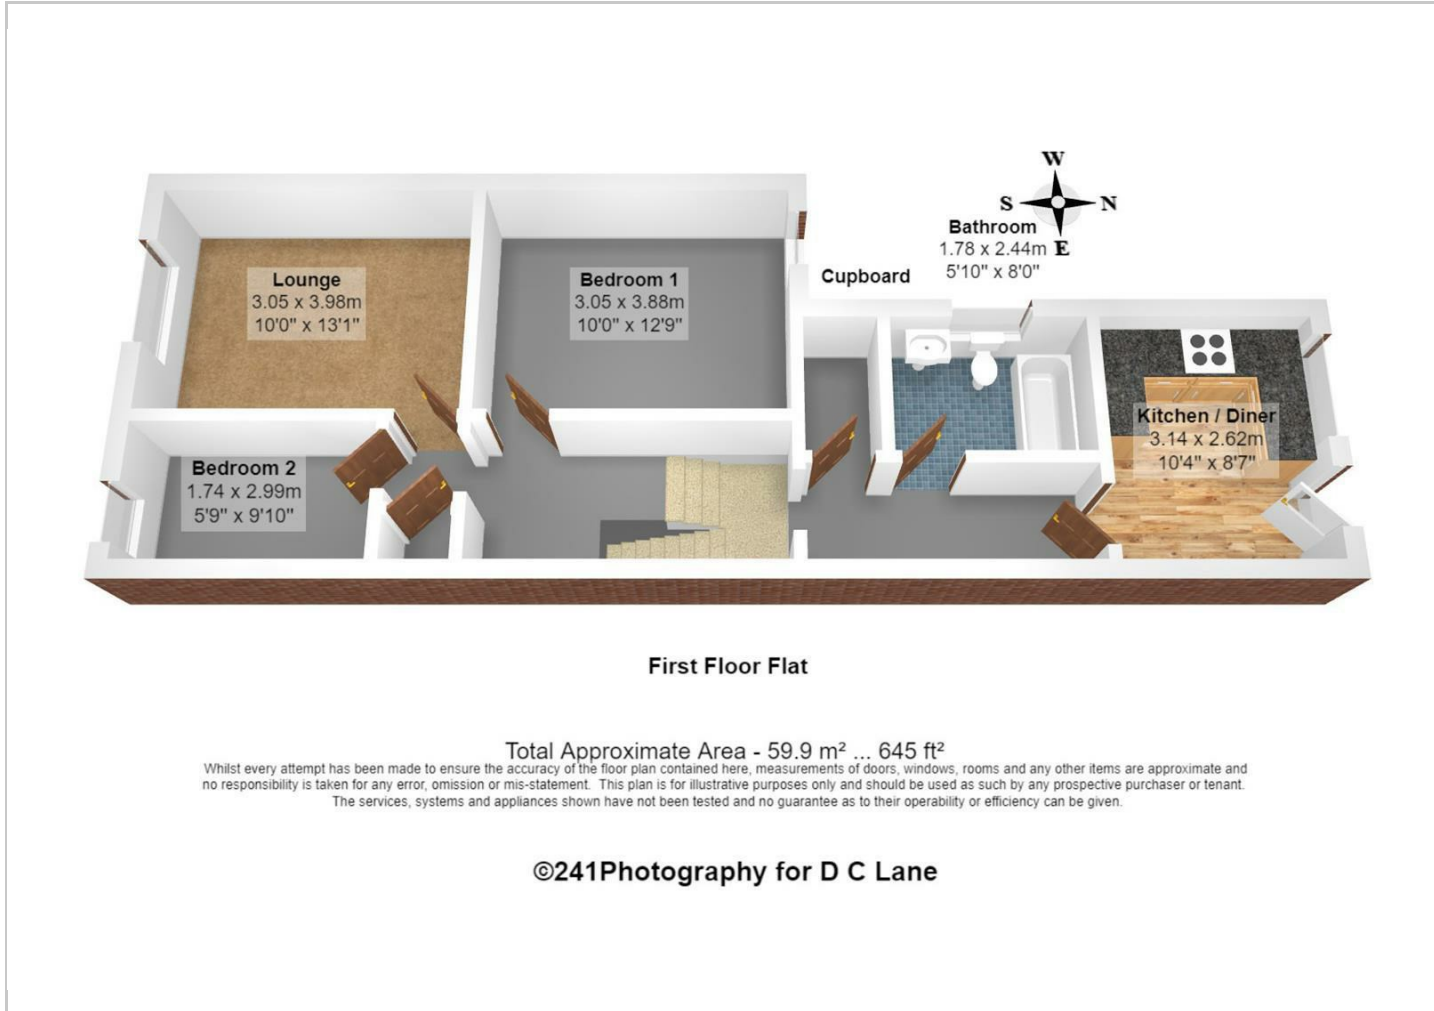 W
S N
E
Bathroom
1.78 x 2.44m
5'10" x 8'0"
Cupboard
Lounge
3.05 x 3.98m
10'0" x 13'1"
Bedroom 1
3.05 x 3.88m
10'0" x 12'9"
Kitchen / Diner
3.14 x 2.62m
10'4" x 8'7"
Bedroom 2
1.74 x 2.99m
5'9" x 9'10"
First Floor Flat
Total Approximate Area - 59.9 m² ... 645 ft²
Whilst every attempt has been made to ensure the accuracy of the floor plan contained here, measurements of doors, windows, rooms and any other items are approximate and
no responsibility is taken for any error, omission or mis-statement. This plan is for illustrative purposes only and should be used as such by any prospective purchaser or tenant.
The services, systems and appliances shown have not been tested and no guarantee as to their operability or efficiency can be given.
©241Photography for D C Lane